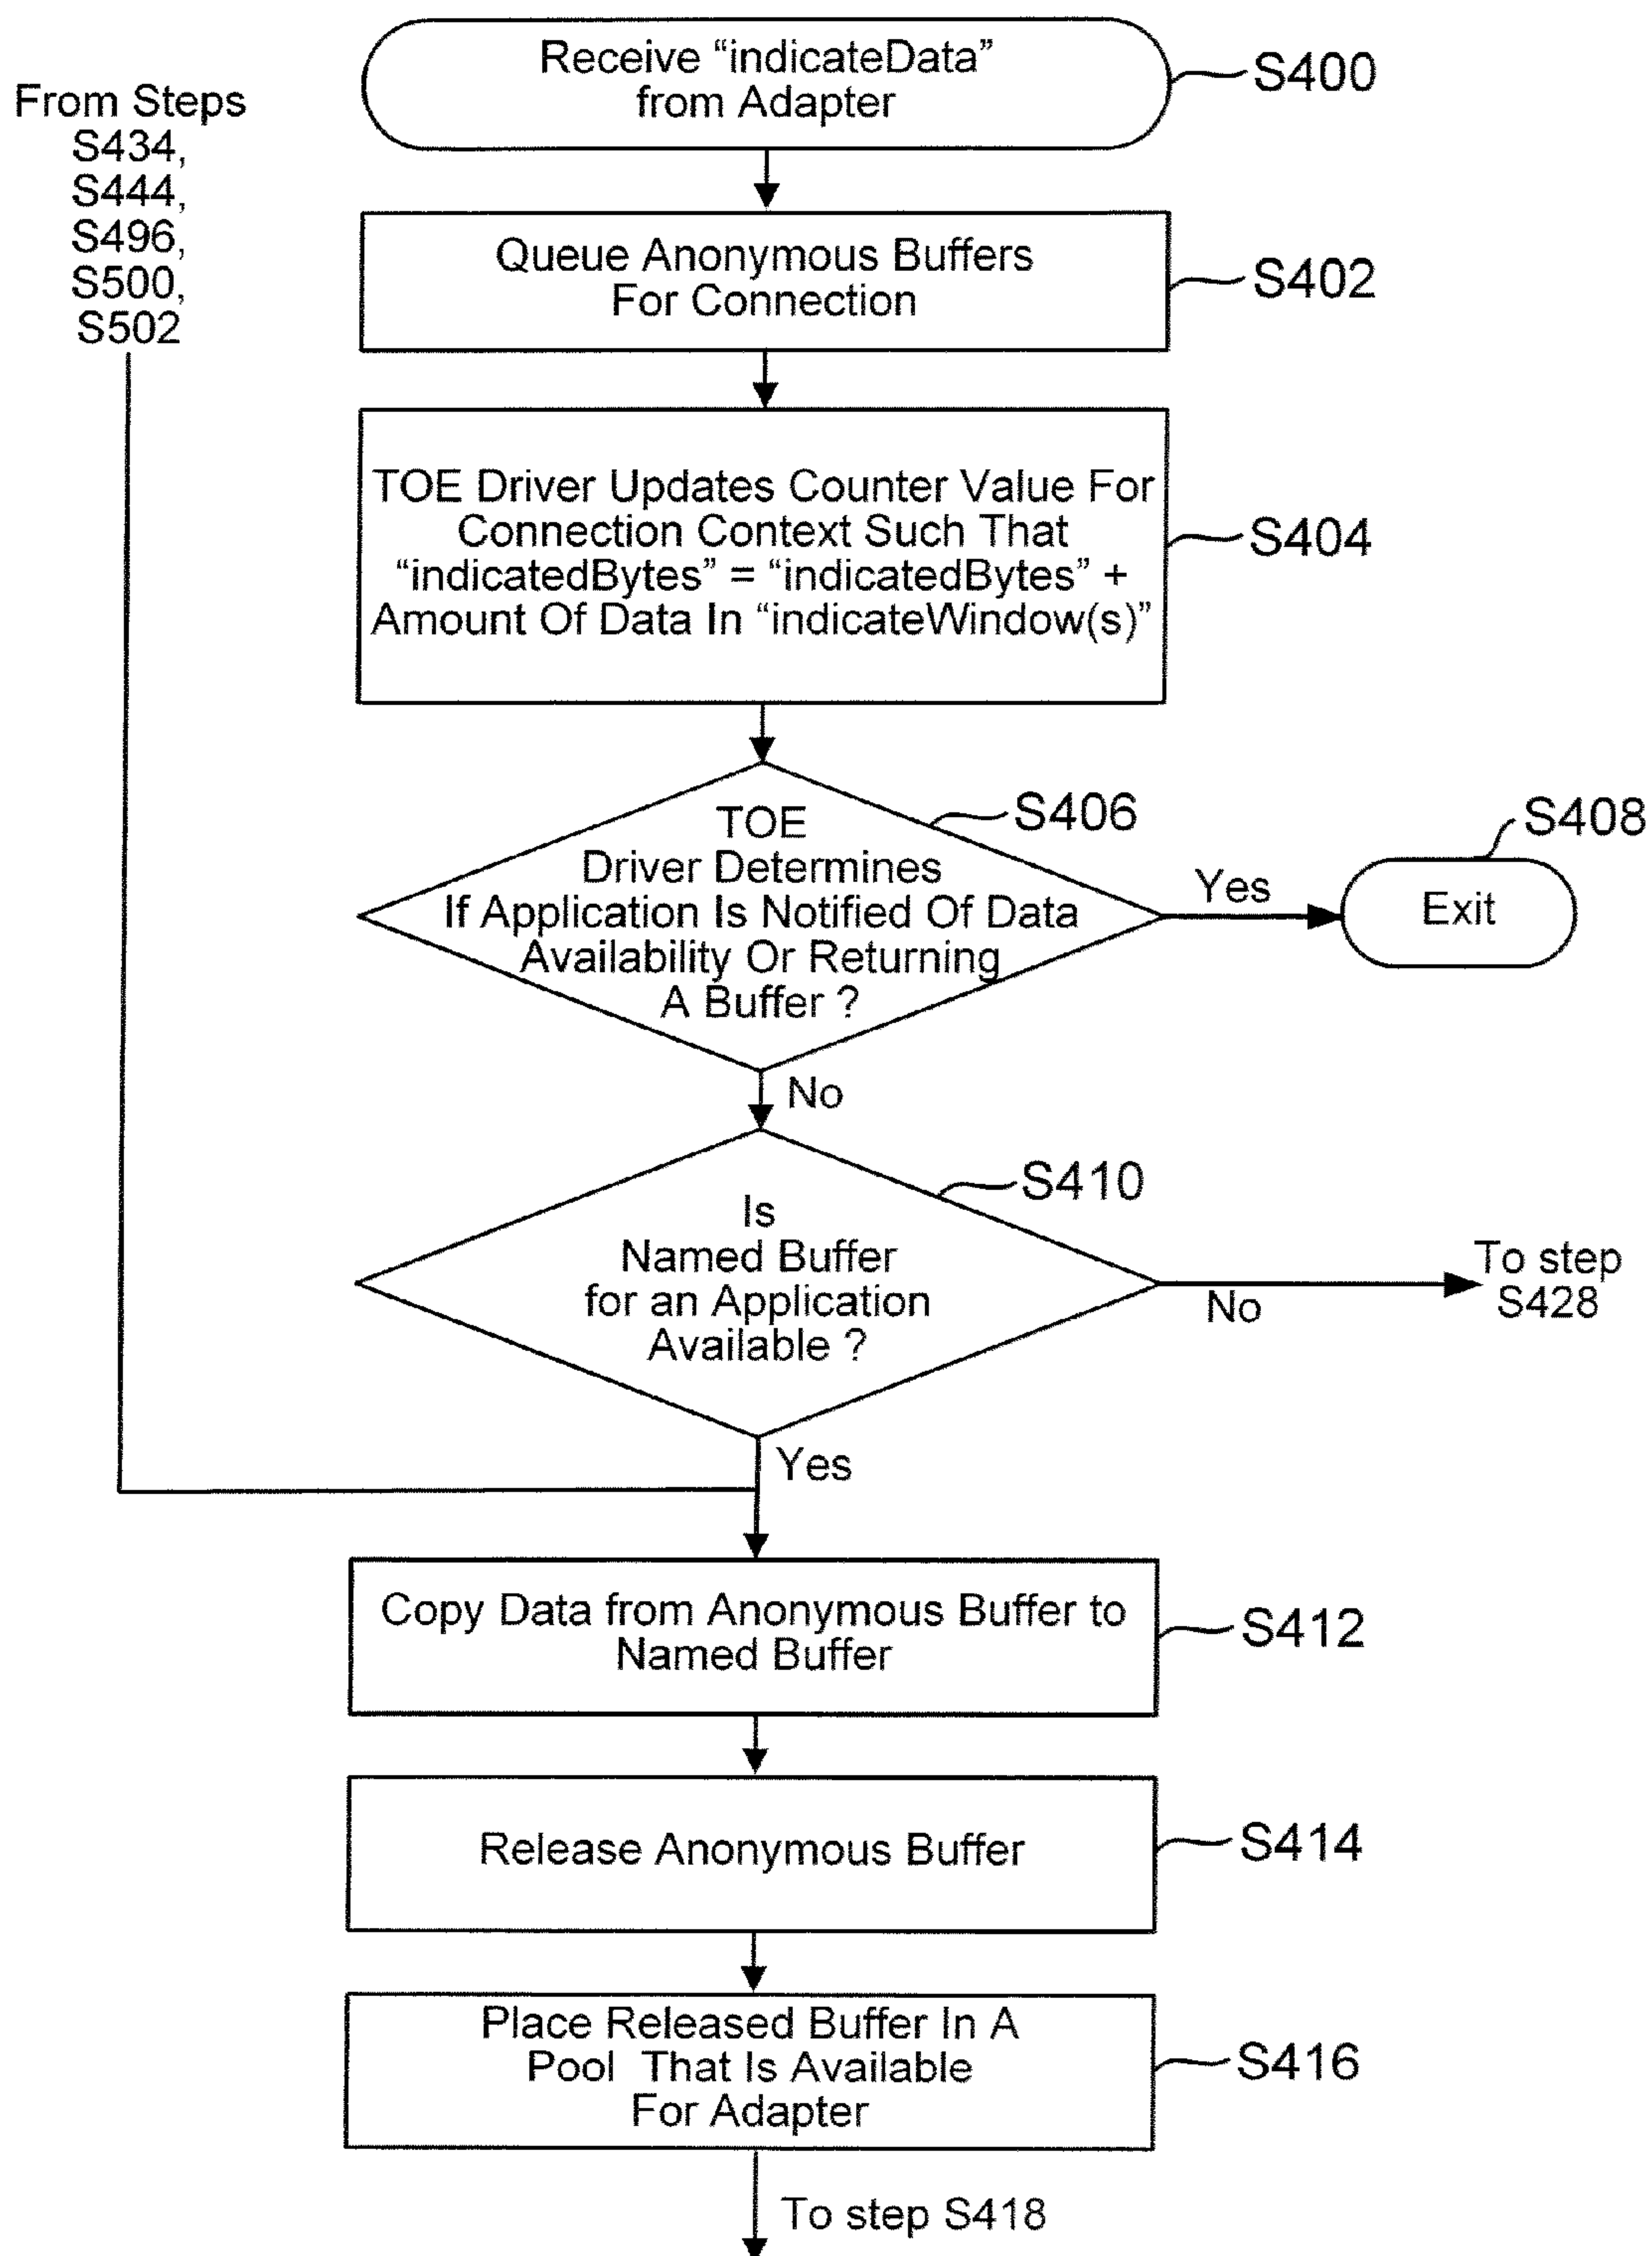 Receive “indicateData”
from Adapter
S400
From Steps
S434,
S444,
S496,
S500,
S502
Queue Anonymous Buffers
For Connection
S402
TOE Driver Updates Counter Value For
Connection Context Such That
“indicatedBytes” = “indicatedBytes” +
Amount Of Data In “indicateWindow(s)”
S404
TOE
Driver Determines
If Application Is Notified Of Data
Availability Or Returning
A Buffer ?
S406
Yes
S408
Exit
No
Is
Named Buffer
for an Application
Available ?
S410
No
To step
S428
Yes
Copy Data from Anonymous Buffer to
Named Buffer
S412
Release Anonymous Buffer
S414
Place Released Buffer In A
Pool That Is Available
For Adapter
S416
To step S418